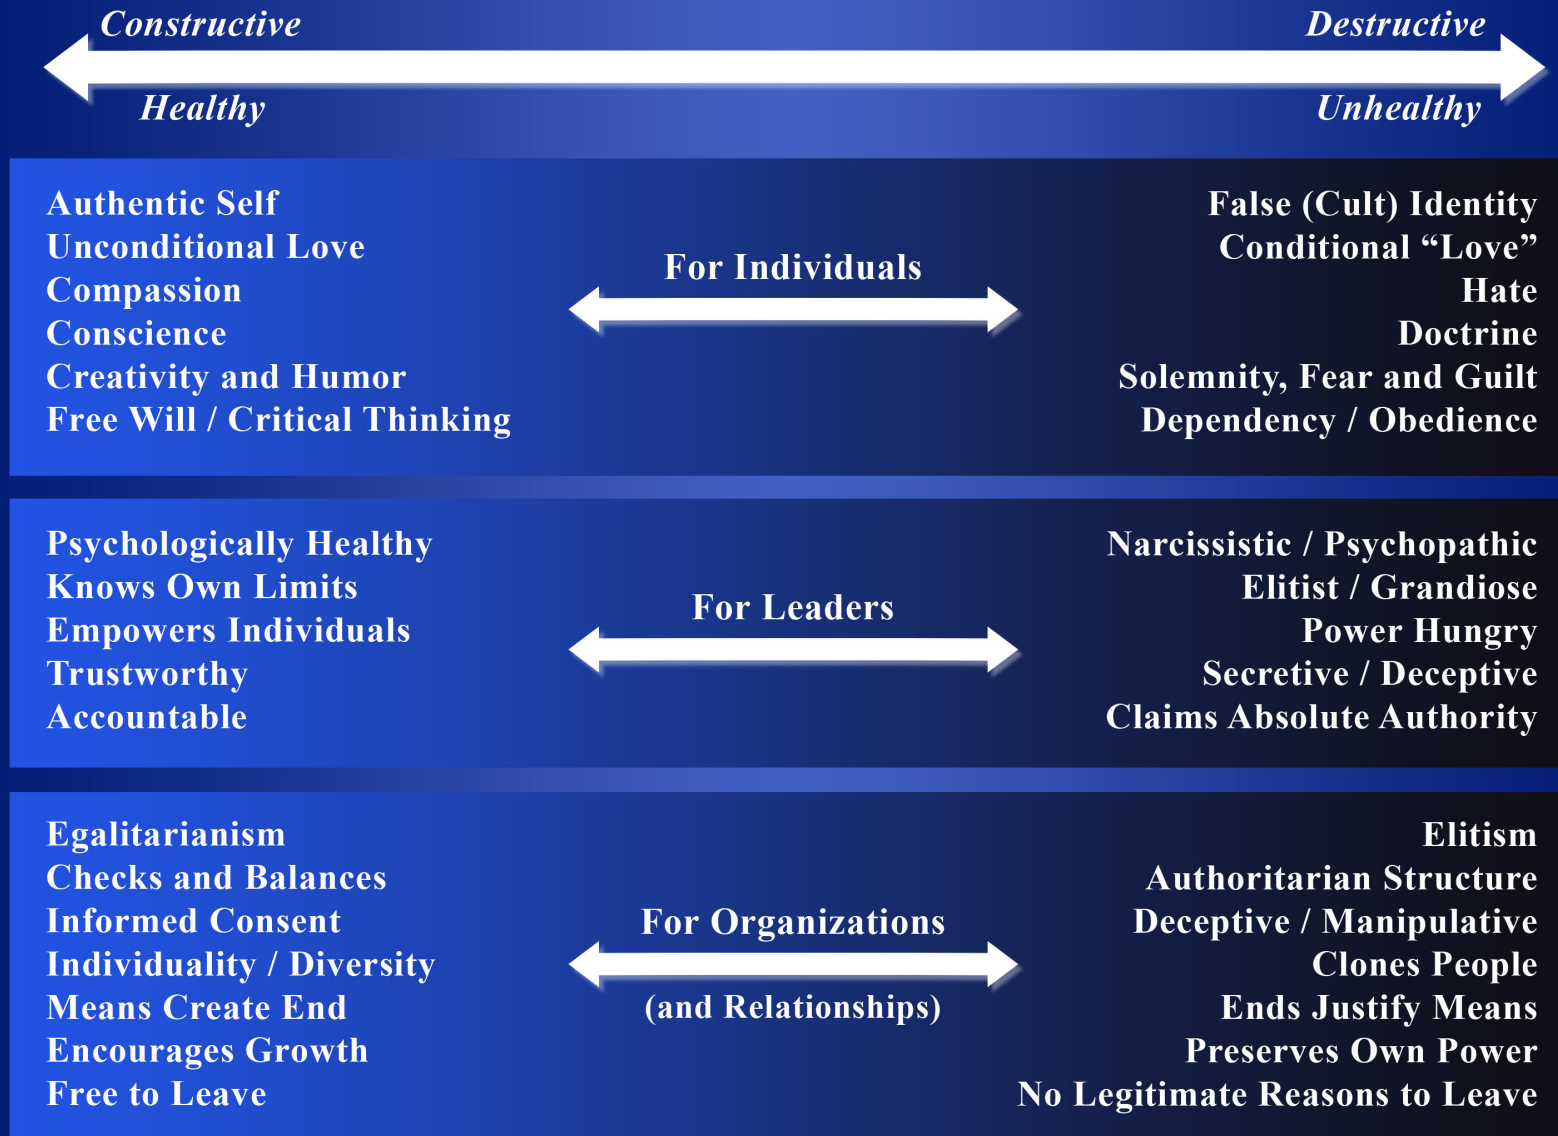 Constructive
Destructive
Healthy
Unhealthy
Authentic Self
Unconditional Love
Compassion
Conscience
Creativity and Humor
Free Will / Critical Thinking
For Individuals
False (Cult) Identity
Conditional “Love”
Hate
Doctrine
Solemnity, Fear and Guilt
Dependency / Obedience
Psychologically Healthy
Knows Own Limits
Empowers Individuals
Trustworthy
Accountable
For Leaders
Narcissistic / Psychopathic
Elitist / Grandiose
Power Hungry
Secretive / Deceptive
Claims Absolute Authority
Egalitarianism
Checks and Balances
Informed Consent
Individuality / Diversity
Means Create End
Encourages Growth
Free to Leave
For Organizations
(and Relationships)
Elitism
Authoritarian Structure
Deceptive / Manipulative
Clones People
Ends Justify Means
Preserves Own Power
No Legitimate Reasons to Leave